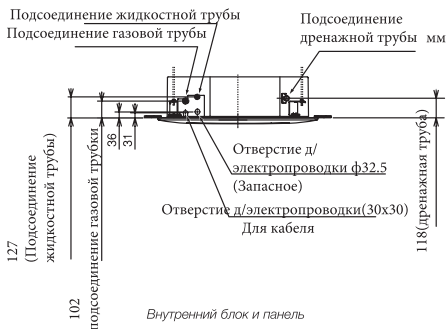 Подсоединение жидкостной трубы
Подсоединение газовой трубы
Подсоединение
дренажной трубы мм
36
31
Отверстие д/
электропроводки ф32.5
(Запасное)
Отверстие д/электропроводки(30x30)
Для кабеля
127
(Подсоединение
жидкостной трубы)
102
подсоединение газовой трубки
118(дренажная труба)
Внутренний блок и панель